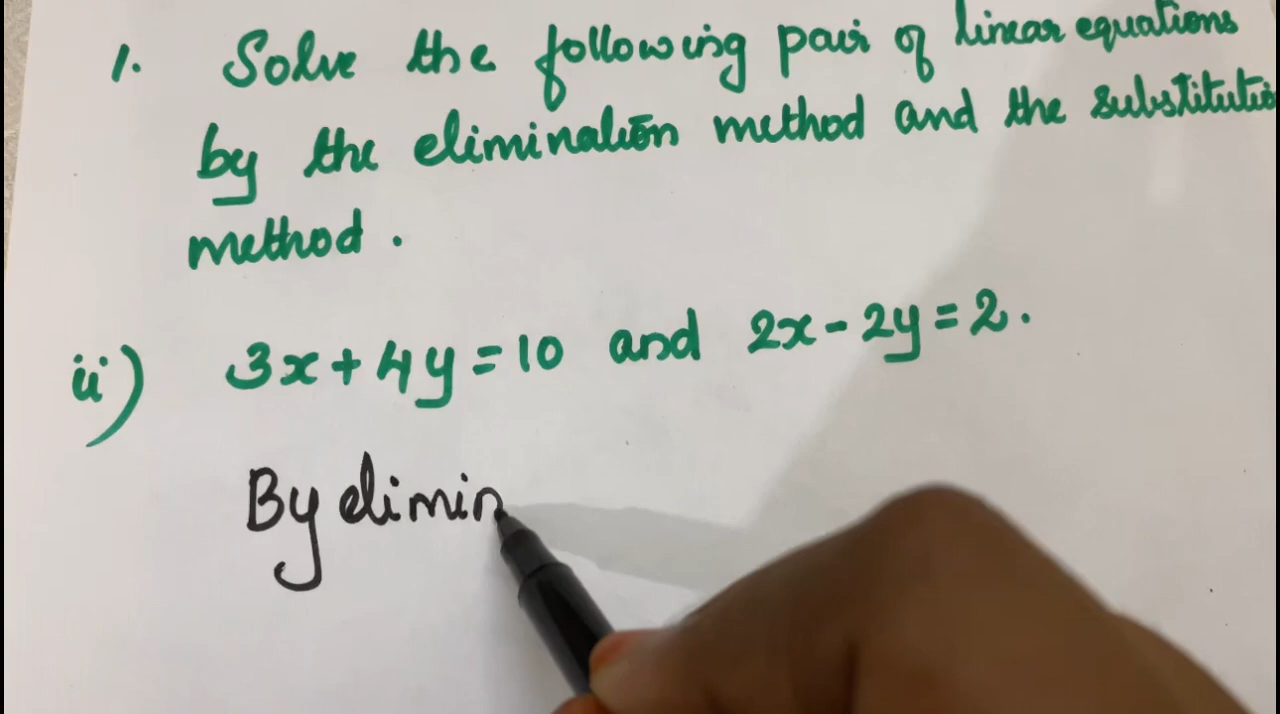 1. Solve the following pair of linear equations
by the elimination method and the substitutio
method.
ii) 3x + 4y = 10 and 2x - 2y = 2.
By elimin